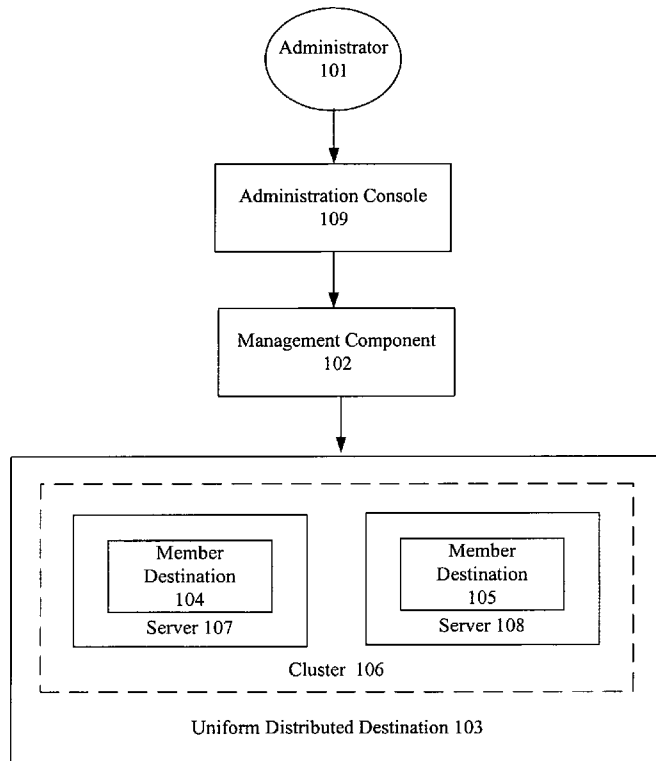 Administrator
101
Administration Console
109
Management Component
102
Member
Destination
104
Server 107
Member
Destination
105
Server 108
Cluster 106
Uniform Distributed Destination 103